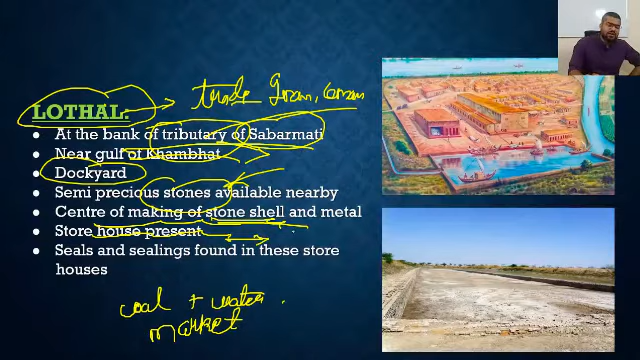 LOTHAL:
trade
At the bank of tributary of Sabarmati
Near gulf of Khambhat
Dockyard
Semi precious stones available nearby
Centre of making of stone shell and metal
Store house present
Seals and sealings found in these store
houses
coal + water
market